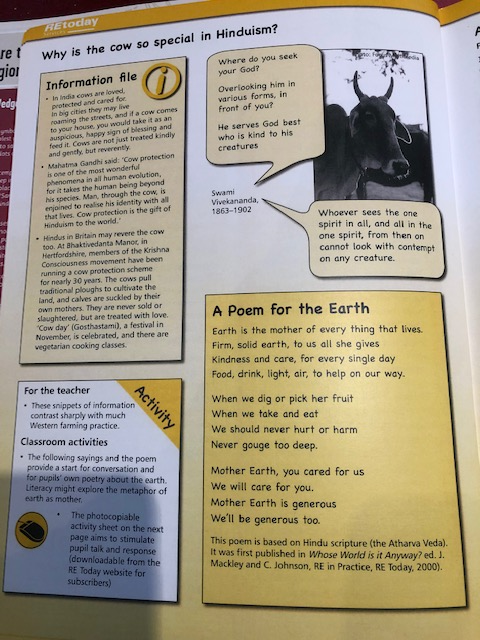 REtoday
Why is the cow so special in Hinduism?
Information file
• In India cows are loved,
protected and cared for.
In big cities they may live
roaming the streets, and if a cow comes
to your house, you would take it as an
auspicious, happy sign of blessing and
feed it. Cows are not just treated kindly
and gently, but reverently.
• Mahatma Gandhi said: 'Cow protection
is one of the most wonderful
phenomena in all human evolution,
for it takes the human being beyond
his species. Man, through the cow, is
enjoined to realise his identity with all
that lives. Cow protection is the gift of
Hinduism to the world.'
• Hindus in Britain may revere the cow
too. At Bhaktivedanta Manor, in
Hertfordshire, members of the Krishna
Consciousness movement have been
running a cow protection scheme
for nearly 30 years. The cows pull
traditional ploughs to cultivate the
land, and calves are suckled by their
own mothers. They are never sold or
slaughtered, but are treated with love.
'Cow day' (Gosthastami), a festival in
November, is celebrated, and there are
vegetarian cooking classes.
Where do you seek
your God?
Overlooking him in
various forms, in
front of you?
He serves God best
who is kind to his
creatures
Swami
Vivekananda,
1863–1902
Whoever sees the one
spirit in all, and all in the
one spirit, from then on
cannot look with contempt
on any creature.
For the teacher
• These snippets of information
contrast sharply with much
Western farming practice.
Classroom activities
• The following sayings and the poem
provide a start for conversation and
for pupils' own poetry about the earth.
Literacy might explore the metaphor of
earth as mother.
• The photocopiable
activity sheet on the next
page aims to stimulate
pupil talk and response
(downloadable from the
RE Today website for
subscribers)
Activity
A Poem for the Earth
Earth is the mother of every thing that lives.
Firm, solid earth, to us all she gives
Kindness and care, for every single day
Food, drink, light, air, to help on our way.
When we dig or pick her fruit
When we take and eat
We should never hurt or harm
Never gouge too deep.
Mother Earth, you cared for us
We will care for you.
Mother Earth is generous
We'll be generous too.
This poem is based on Hindu scripture (the Atharva Veda).
It was first published in Whose World is it Anyway? ed. J.
Mackley and C. Johnson, RE in Practice, RE Today, 2000).